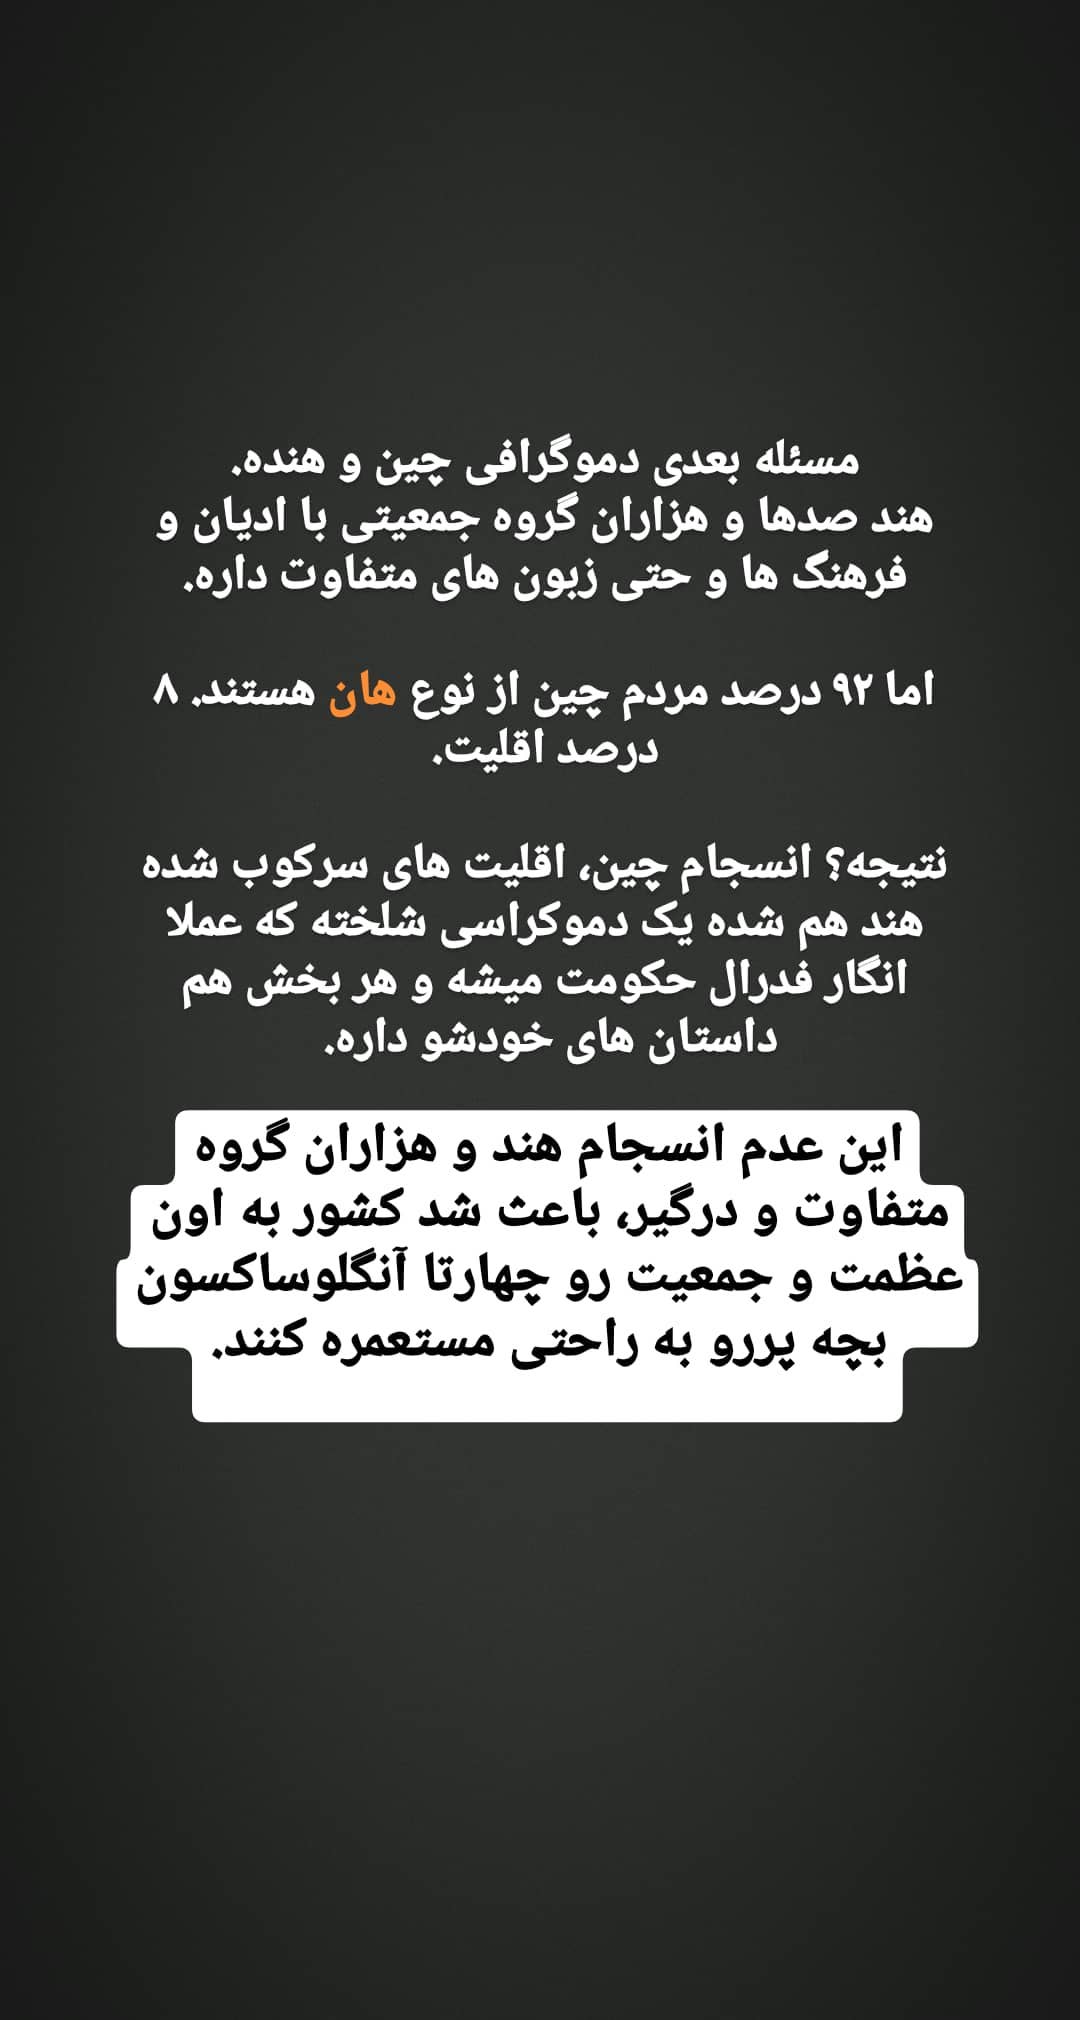 مسئله بعدی دموگرافی چین و هنده.
هند صدها و هزاران گروه جمعیتی با ادیان و
فرهنگ ها و حتی زبون های متفاوت داره.
اما ۹۲ درصد مردم چین از نوع هان هستند. ۸
درصد اقلیت.
نتیجه؟ انسجام چین، اقلیت های سرکوب شده
هند هم شده یک دموکراسی شلخته که عملا
انگار فدرال حکومت میشه و هر بخش هم
داستان های خودشو داره.
این عدم انسجام هند و هزاران گروه
متفاوت و درگیر، باعث شد کشور به اون
عظمت و جمعیت رو چهارتا آنگلوساکسون
بچه پررو به راحتی مستعمره کنند.